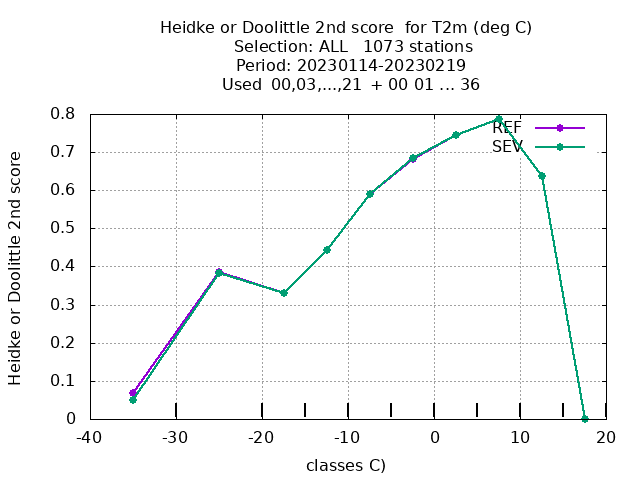 Heidke or Doolittle 2nd score  for T2m (deg C)
Selection: ALL   1073 stations
Period: 20230114-20230219
Used  00,03,...,21  + 00 01 ... 36
REF
SEV
Heidke or Doolittle 2nd score
0.8
0.7
0.6
0.5
0.4
0.3
0.2
0.1
0
-40 -30 -20 -10 0 10 20
classes C)